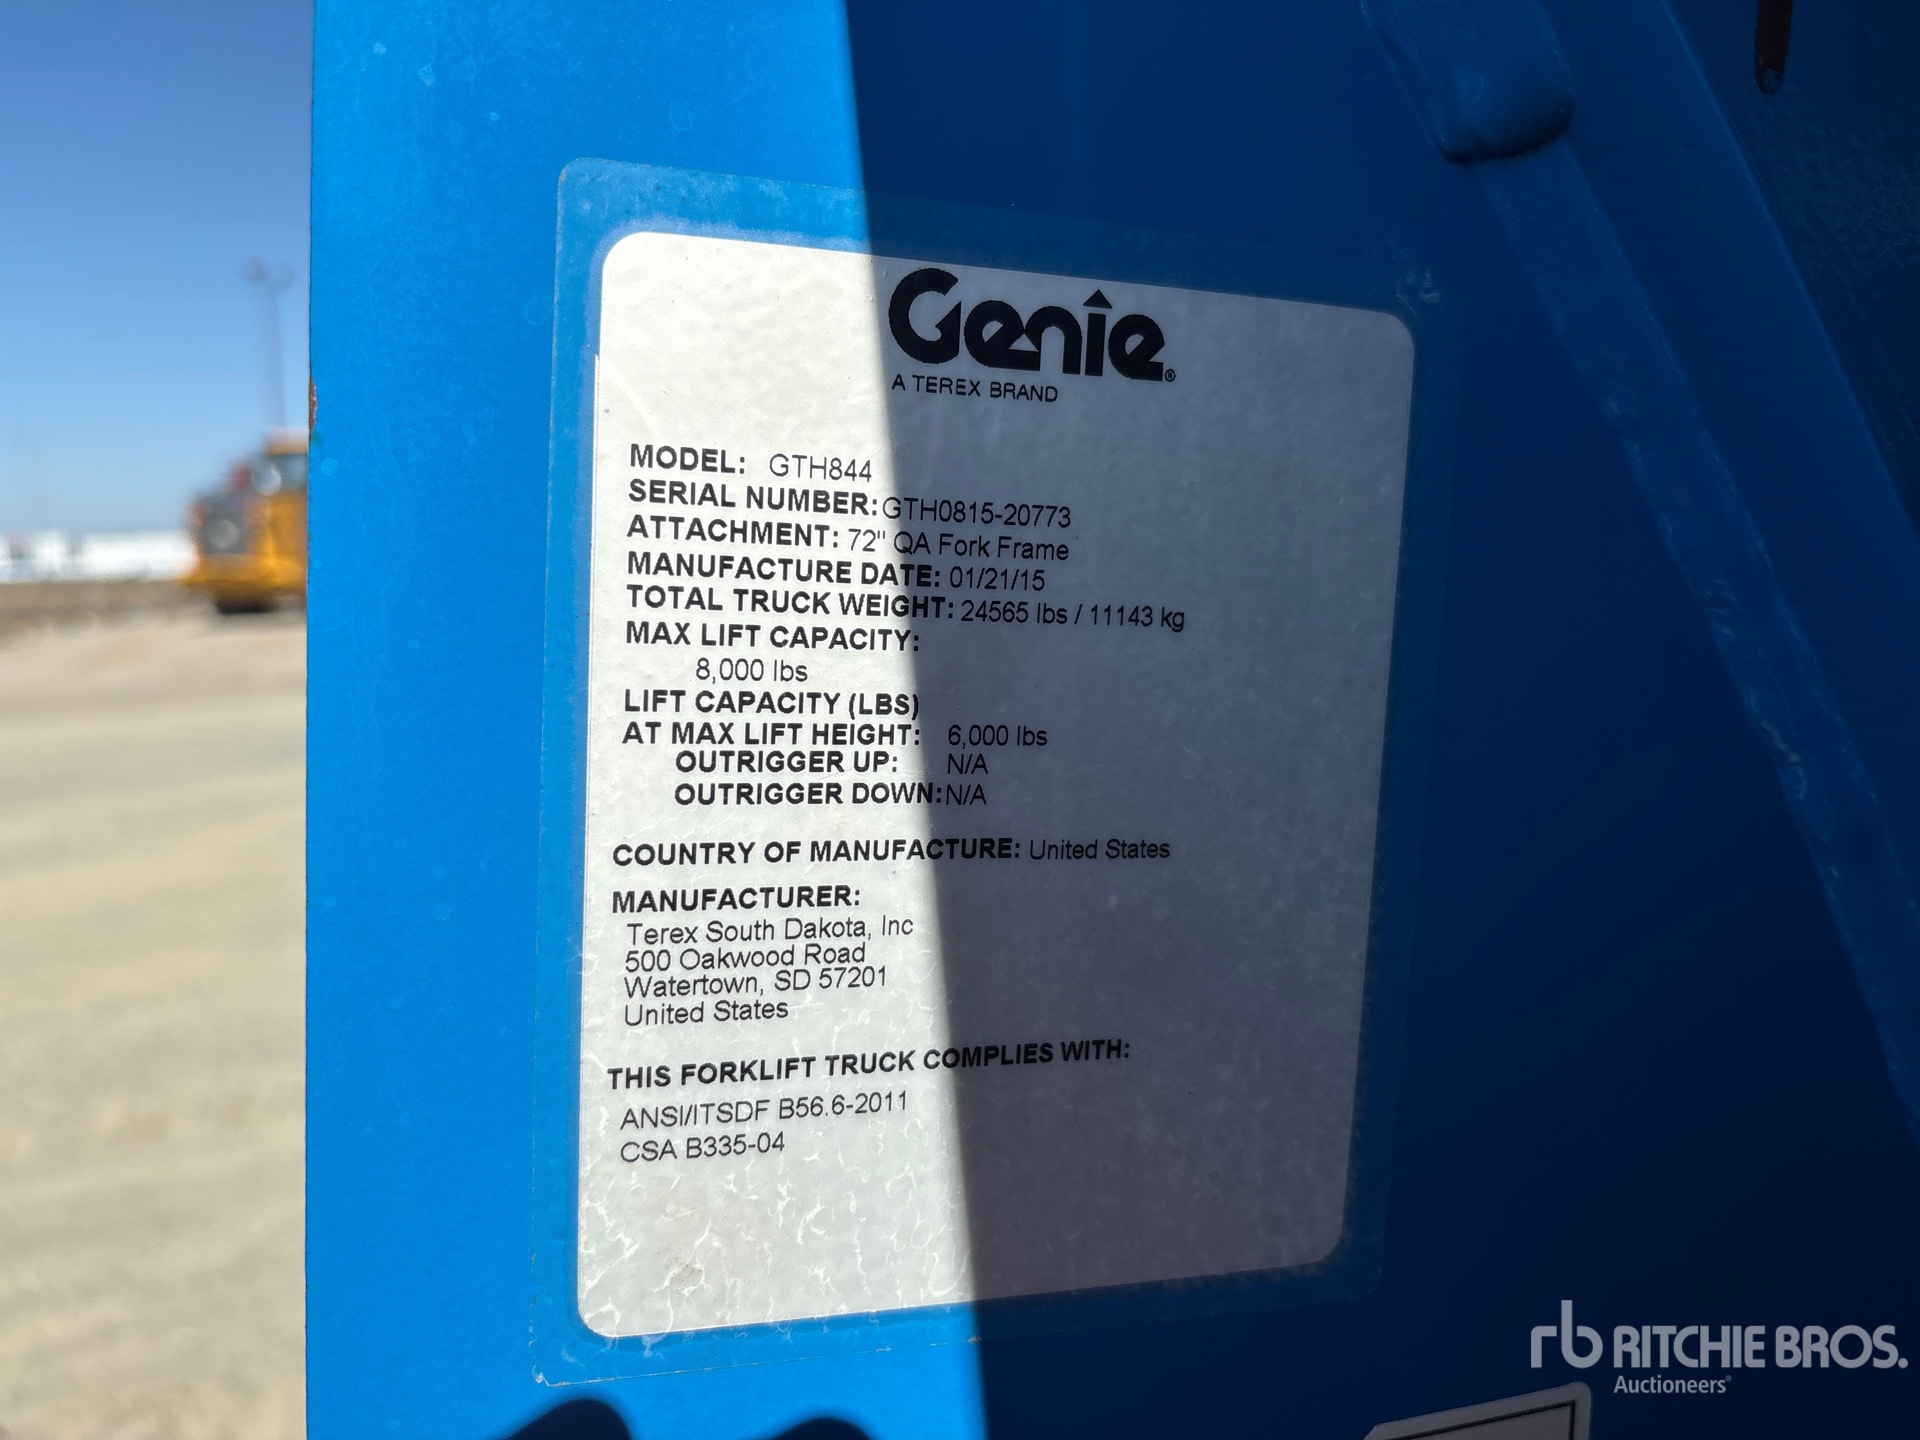 Genie®
A TEREX BRAND
MODEL: GTH844
SERIAL NUMBER: GTH0815-20773
ATTACHMENT: 72" QA Fork Frame
MANUFACTURE DATE: 01/21/15
TOTAL TRUCK WEIGHT: 24565 lbs / 11143 kg
MAX LIFT CAPACITY:
8,000 lbs
LIFT CAPACITY (LBS)
AT MAX LIFT HEIGHT: 6,000 lbs
OUTRIGGER UP: N/A
OUTRIGGER DOWN: N/A
COUNTRY OF MANUFACTURE: United States
MANUFACTURER:
Terex South Dakota, Inc
500 Oakwood Road
Watertown, SD 57201
United States
THIS FORKLIFT TRUCK COMPLIES WITH:
ANSI/ITSDF B56.6-2011
CSA B335-04
rb RITCHIE BROS.
Auctioneers®